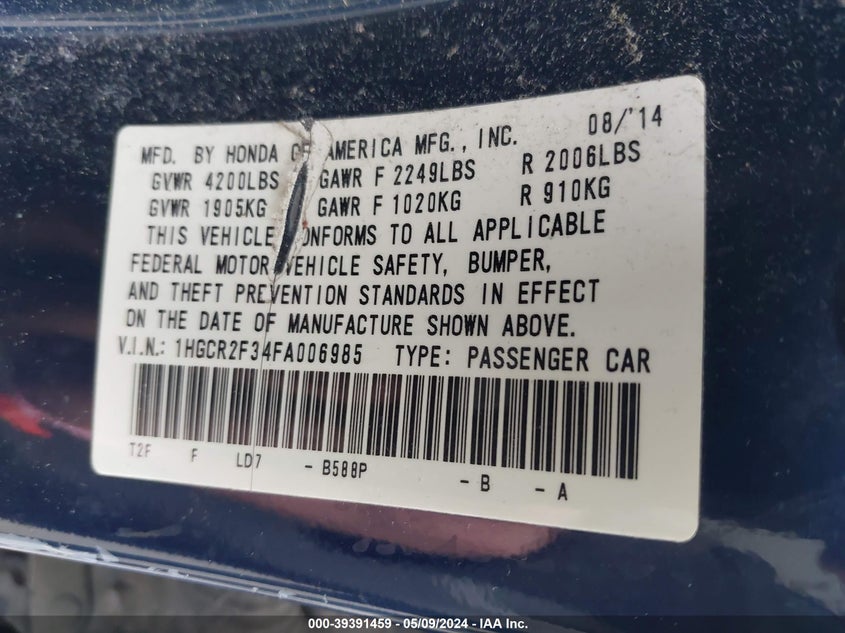 08/'14
MFD. BY HONDA OF AMERICA MFG., INC.
GVWR 4200LBS GAWR F 2249LBS R 2006LBS
GVWR 1905KG GAWR F 1020KG R 910KG
THIS VEHICLE CONFORMS TO ALL APPLICABLE
FEDERAL MOTOR VEHICLE SAFETY, BUMPER,
AND THEFT PREVENTION STANDARDS IN EFFECT
ON THE DATE OF MANUFACTURE SHOWN ABOVE.
V.I.N.: 1HGCR2F34FA006985 TYPE: PASSENGER CAR
T2F F LD7 - B588P - B - A
000-39391459 - 05/09/2024 - IAA Inc.